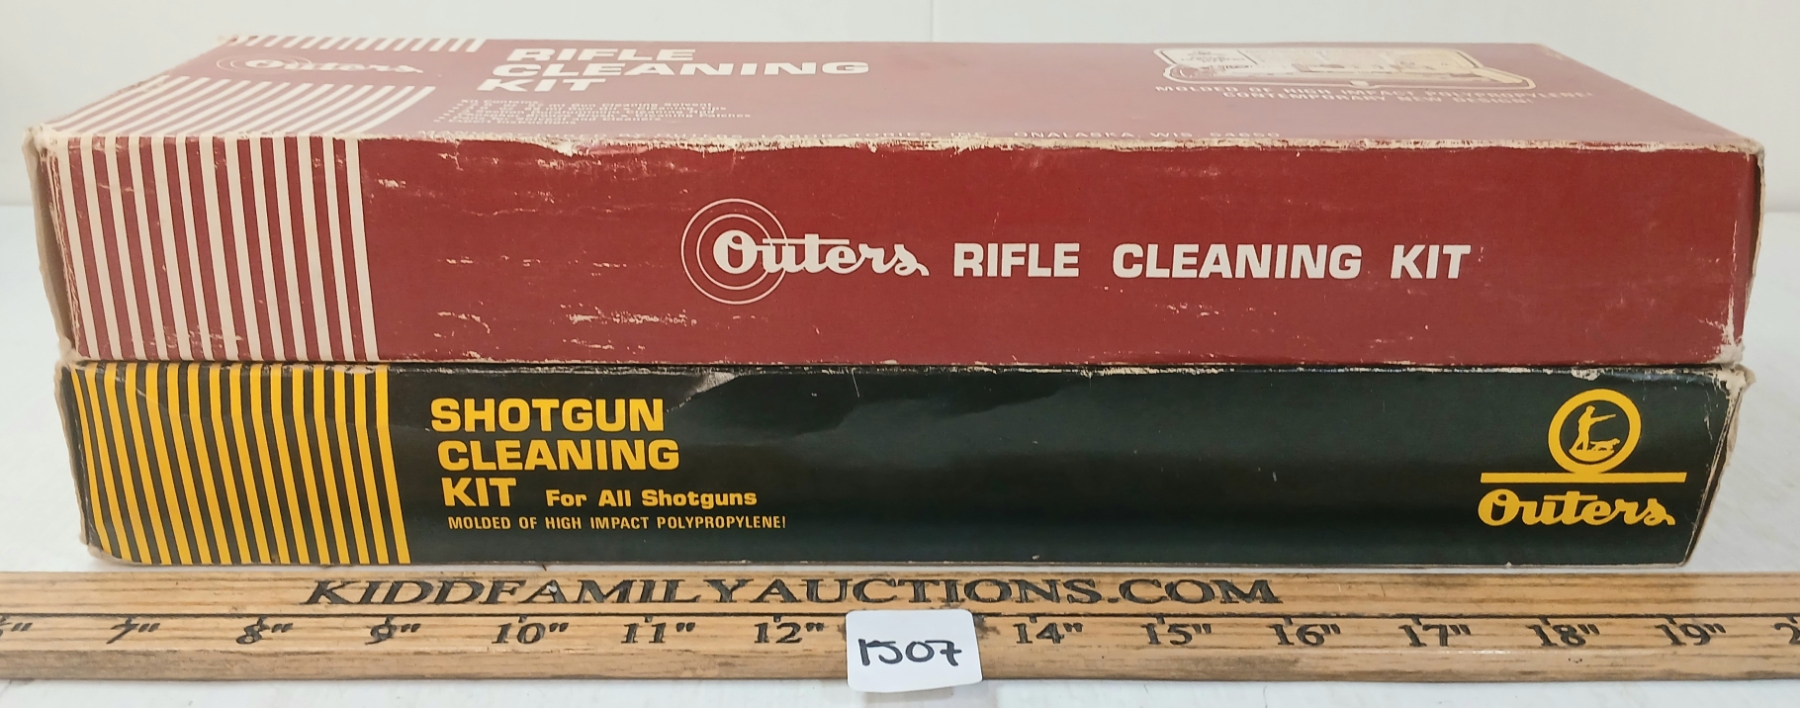 Outers
RIFLE
CLEANING
KIT
MOLDED OF HIGH IMPACT POLYPROPYLENE!
CONTEMPORARY NEW DESIGN!
LABORATORIES ONALASKA WIS 54650
Outers RIFLE CLEANING KIT
SHOTGUN
CLEANING
KIT For All Shotguns
MOLDED OF HIGH IMPACT POLYPROPYLENE!
Outers
KIDDFAMILYAUCTIONS.COM
7" 8" 9" 10" 11" 12" 14" 15" 16" 17" 18" 19"
1507